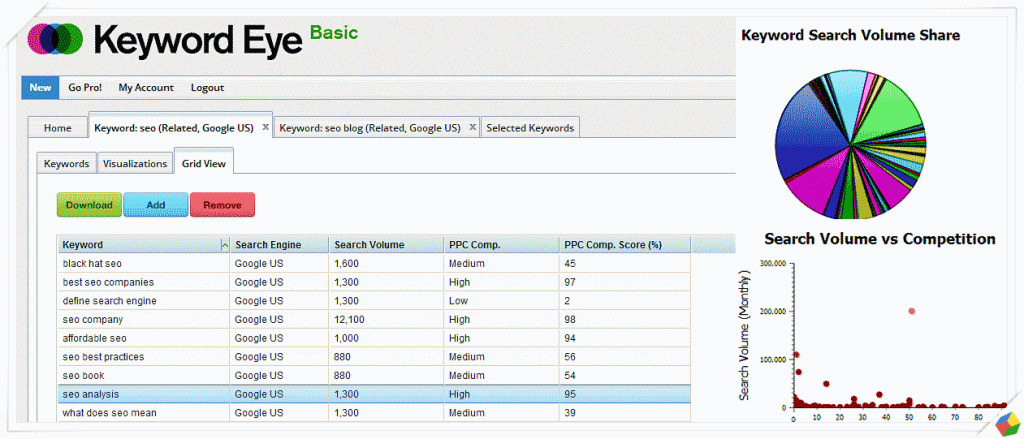 Keyword Eye Basic
New Go Pro! My Account Logout
Home Keyword: seo (Related, Google US) x Keyword: seo blog (Related, Google US) x Selected Keywords
Keywords Visualizations Grid View
Download Add Remove
Keyword Search Engine Search Volume PPC Comp. PPC Comp. Score (%)
black hat seo Google US 1,600 Medium 45
best seo companies Google US 1,300 High 97
define search engine Google US 1,300 Low 2
seo company Google US 12,100 High 98
affordable seo Google US 1,000 High 94
seo best practices Google US 880 Medium 56
seo book Google US 880 Medium 54
seo analysis Google US 1,300 High 95
what does seo mean Google US 1,300 Medium 39
Keyword Search Volume Share
Search Volume vs Competition
Search Volume (Monthly)
300,000
200,000
100,000
0
0 10 20 30 40 50 60 70 80